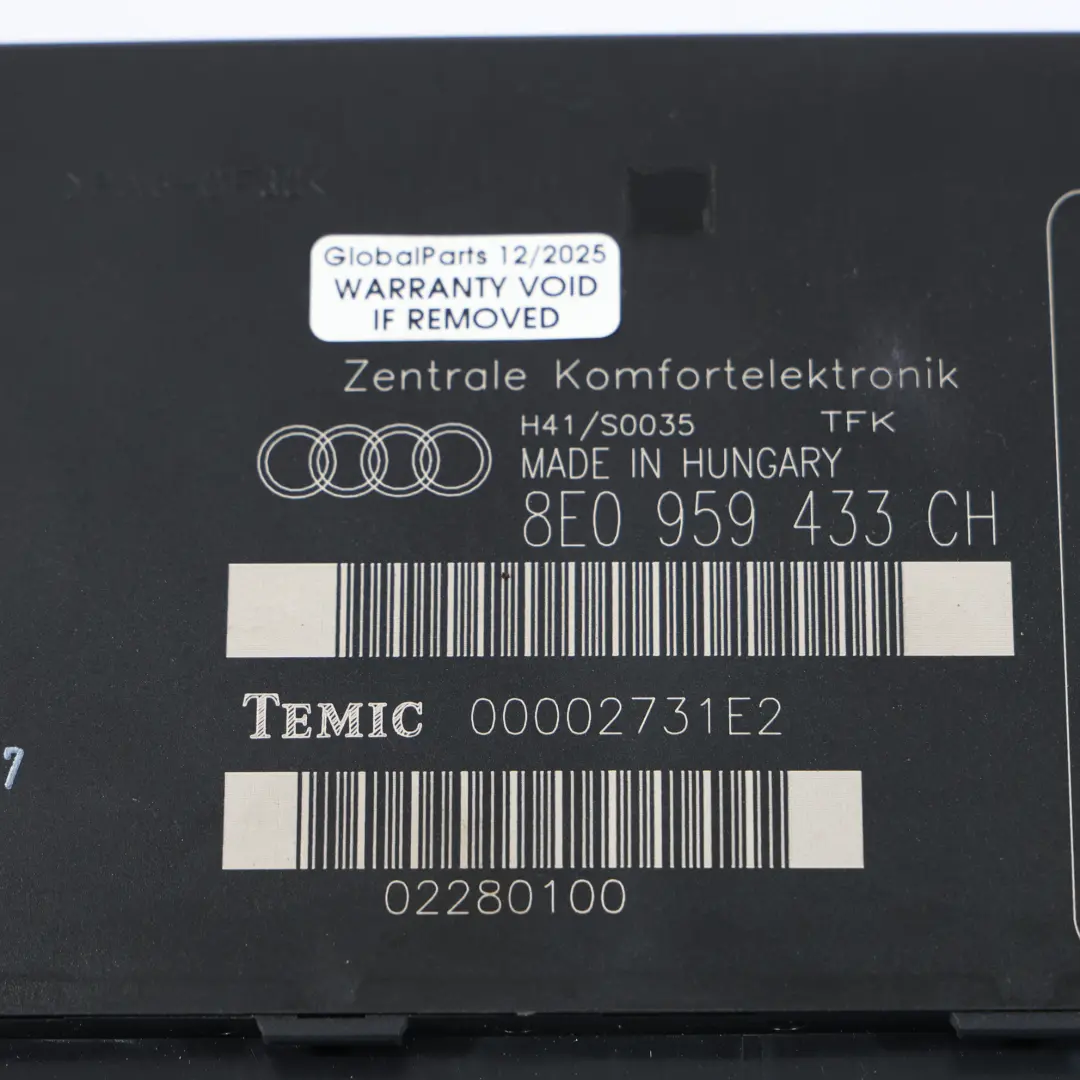 GlobalParts 12/2025
WARRANTY VOID
IF REMOVED
Zentrale Komfortelektronik
H41/S0035 TFK
MADE IN HUNGARY
8E0 959 433 CH
TEMIC 00002731E2
7
02280100